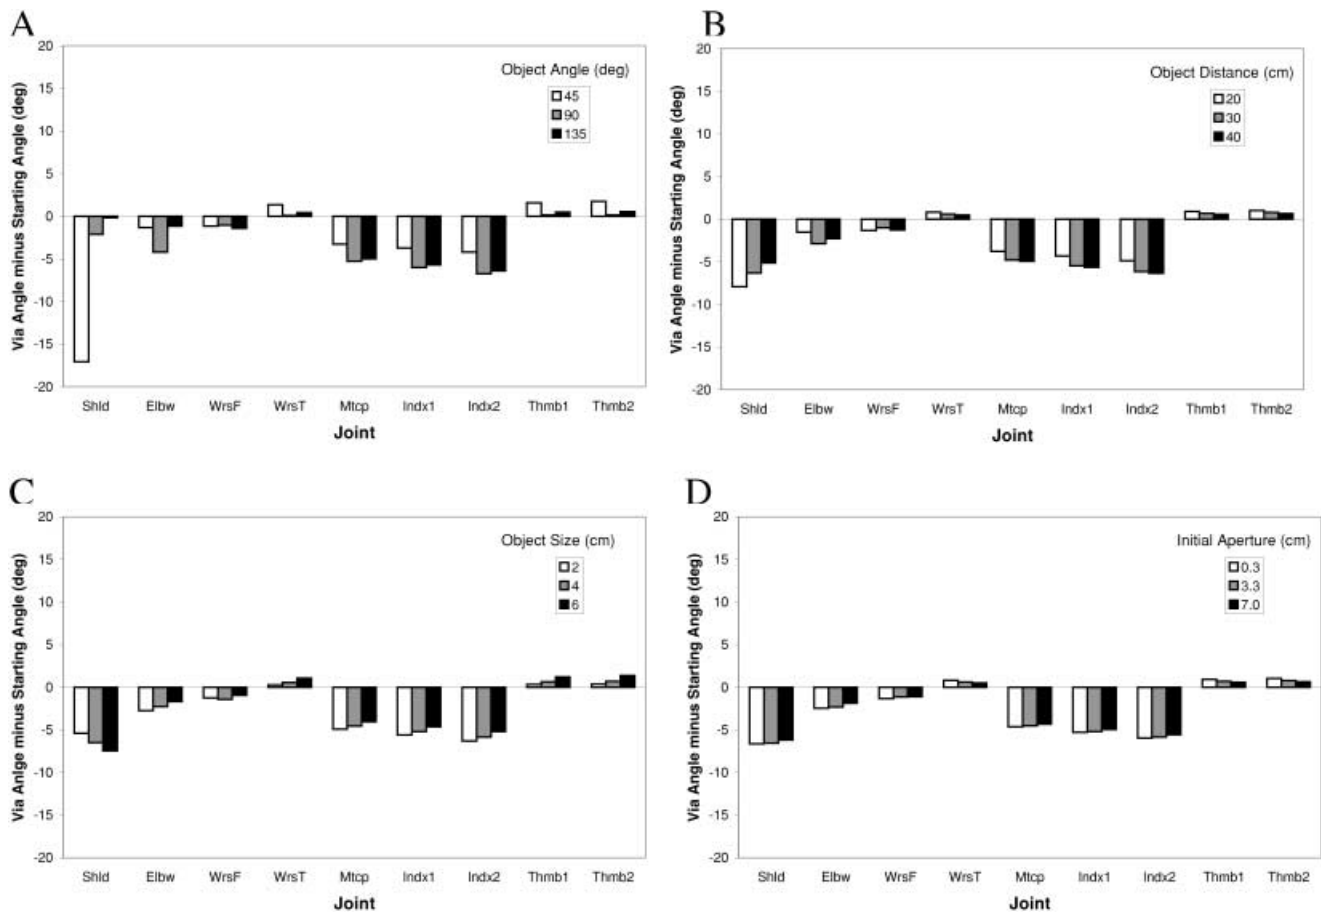 A
Via Angle minus Starting Angle (deg)
20
15
10
5
0
-5
-10
-15
-20
Object Angle (deg)
45
90
135
Shld Elbw WrsF WrsT Mtcp Indx1 Indx2 Thmb1 Thmb2
Joint
B
Via Angle minus Starting Angle (deg)
20
15
10
5
0
-5
-10
-15
-20
Object Distance (cm)
20
30
40
Shld Elbw WrsF WrsT Mtcp Indx1 Indx2 Thmb1 Thmb2
Joint
C
Via Anlge minus Starting Angle (deg)
20
15
10
5
0
-5
-10
-15
-20
Object Size (cm)
2
4
6
Shld Elbw WrsF WrsT Mtcp Indx1 Indx2 Thmb1 Thmb2
Joint
D
Via Angle minus Starting Angle (deg)
20
15
10
5
0
-5
-10
-15
-20
Initial Aperture (cm)
0.3
3.3
7.0
Shld Elbw WrsF WrsT Mtcp Indx1 Indx2 Thmb1 Thmb2
Joint